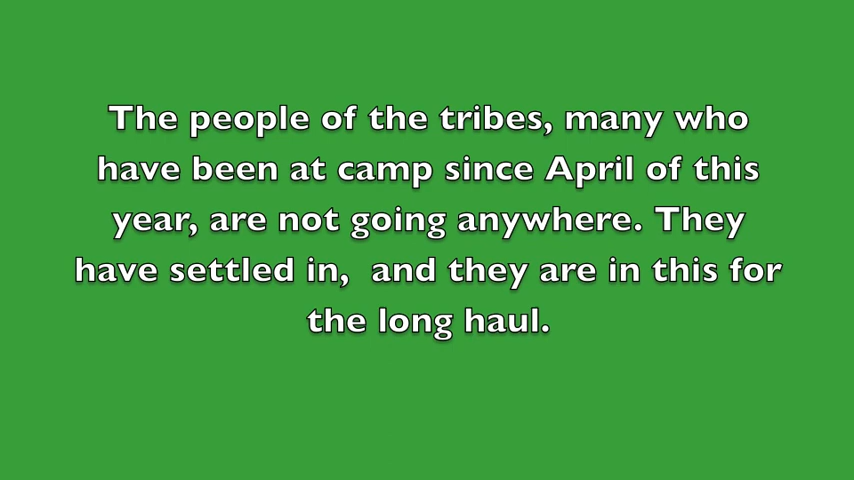 The people of the tribes, many who
have been at camp since April of this
year, are not going anywhere. They
have settled in,  and they are in this for
the long haul.